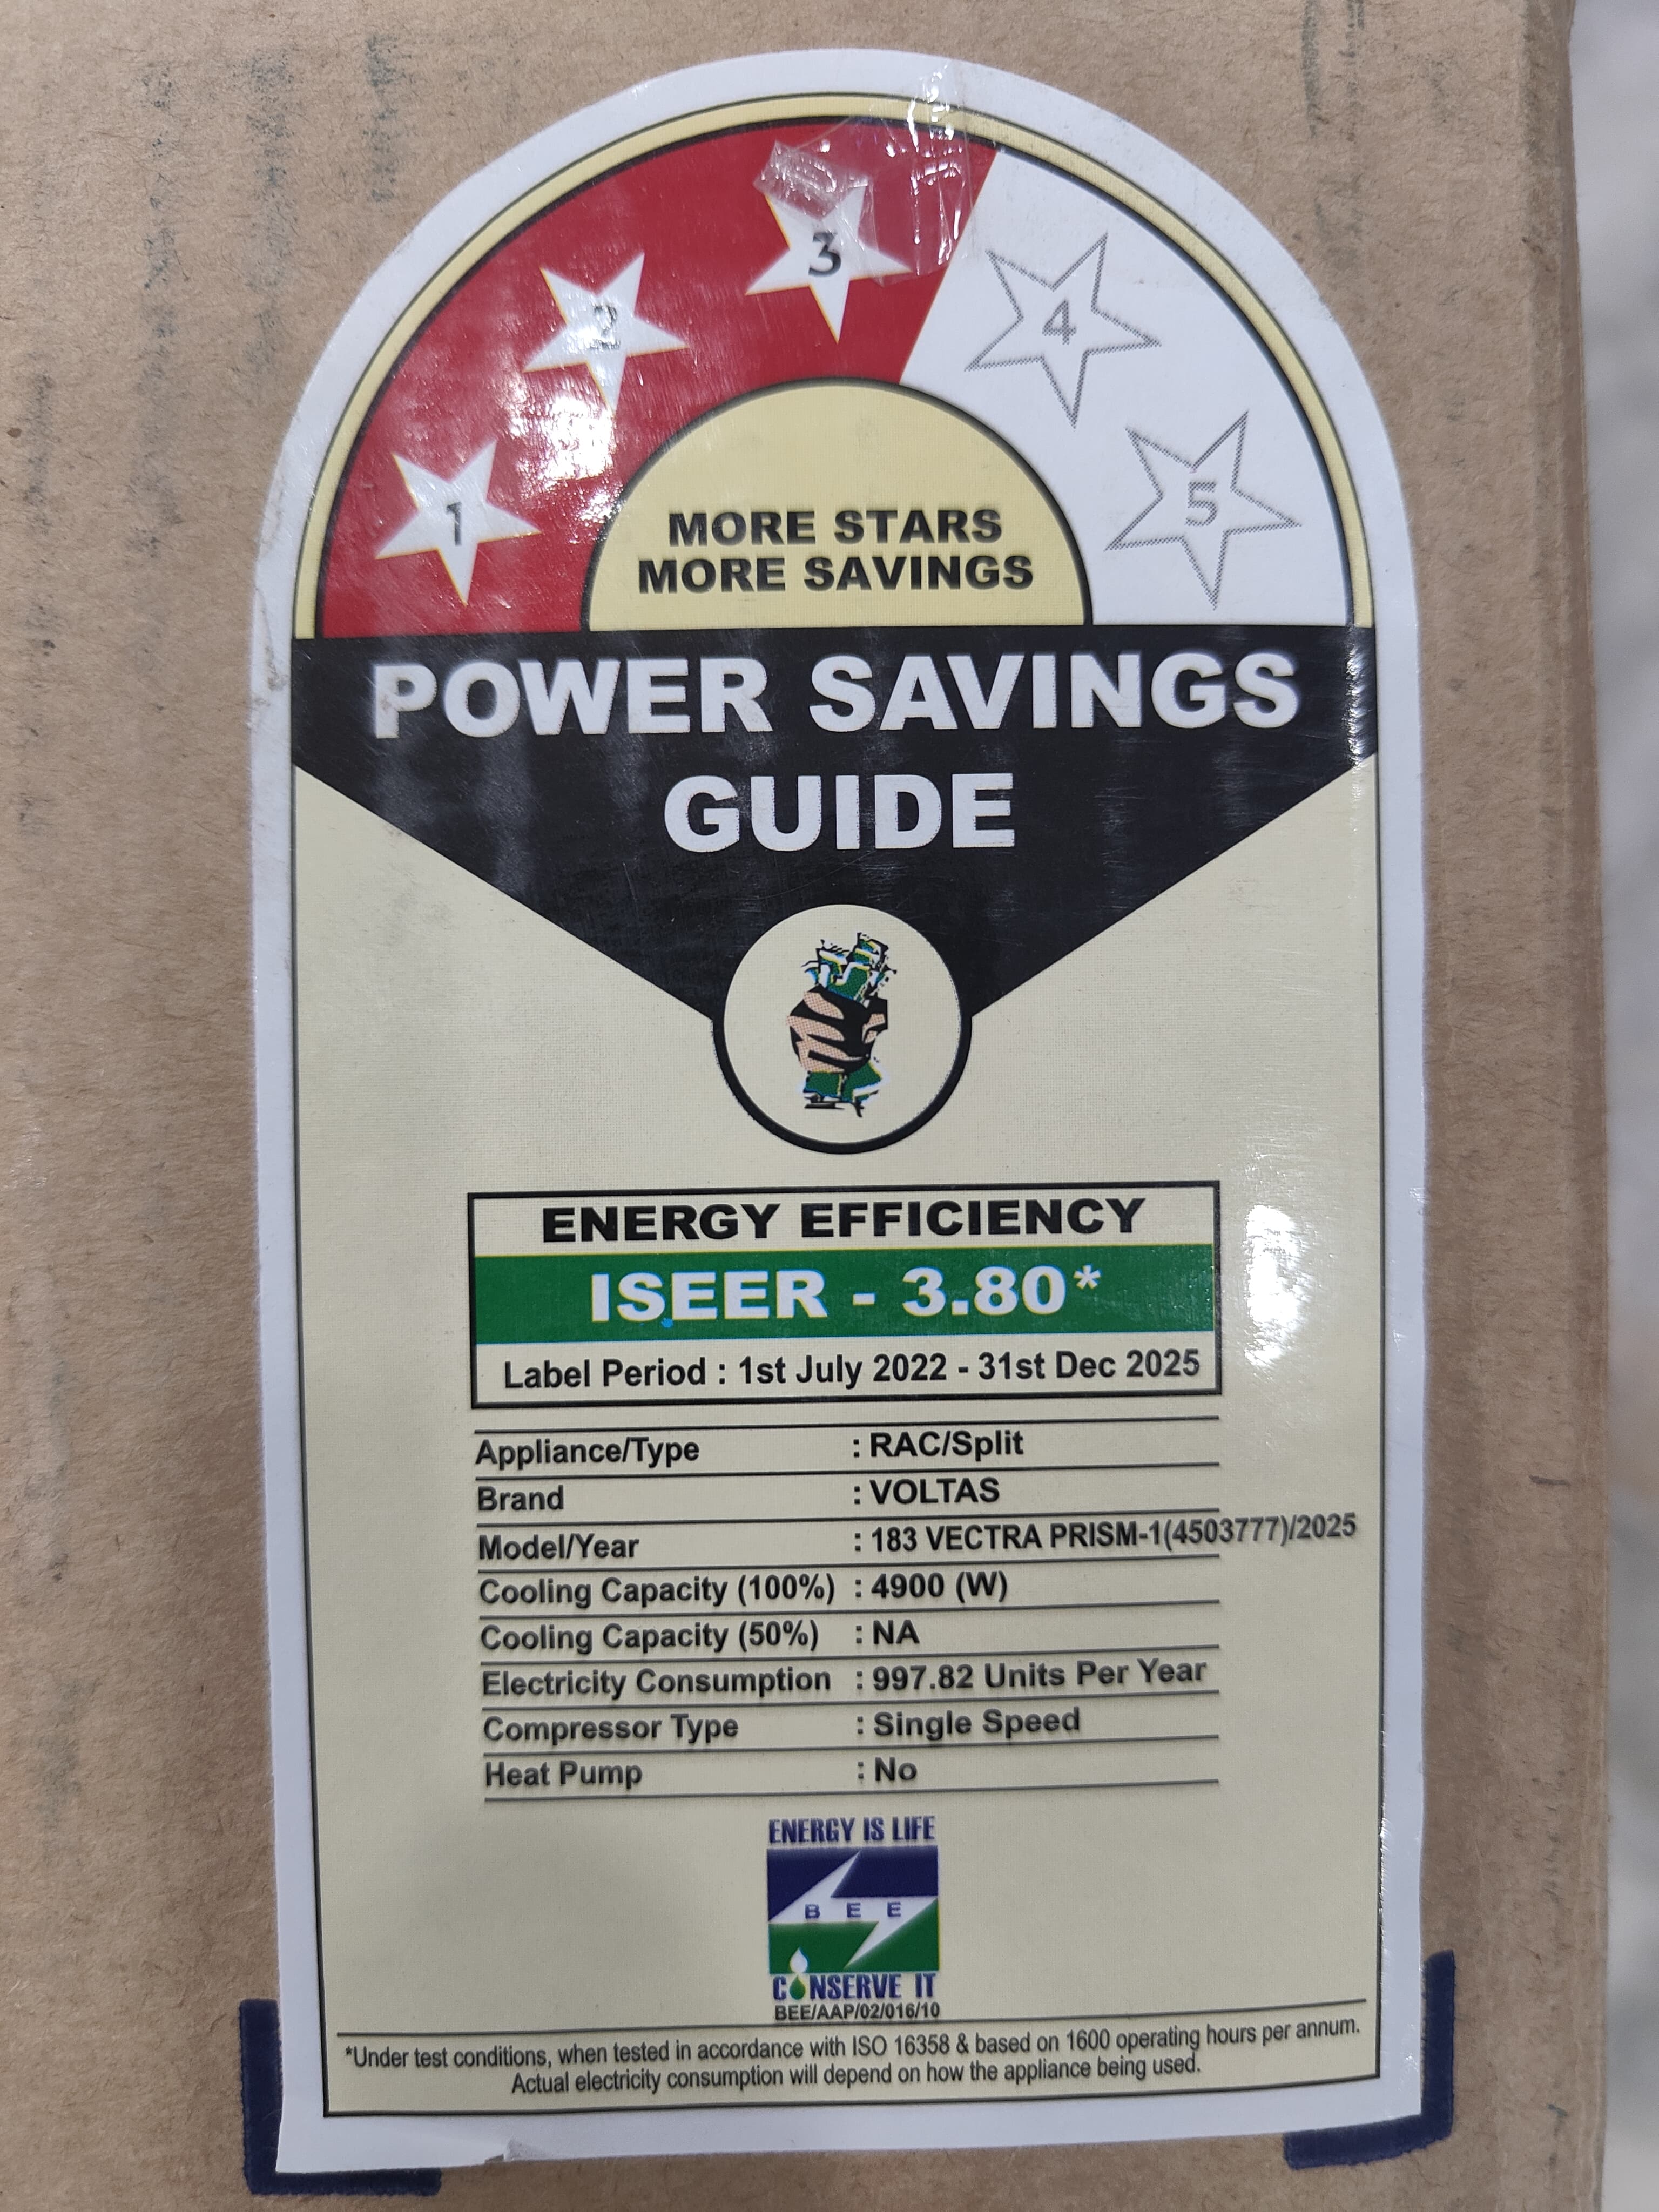 1
2
3
4
5
MORE STARS
MORE SAVINGS
POWER SAVINGS
GUIDE
ENERGY EFFICIENCY
ISEER - 3.80*
Label Period : 1st July 2022 - 31st Dec 2025
Appliance/Type : RAC/Split
Brand : VOLTAS
Model/Year : 183 VECTRA PRISM-1(4503777)/2025
Cooling Capacity (100%) : 4900 (W)
Cooling Capacity (50%) : NA
Electricity Consumption : 997.82 Units Per Year
Compressor Type : Single Speed
Heat Pump : No
ENERGY IS LIFE
BEE
CONSERVE IT
BEE/AAP/02/016/10
*Under test conditions, when tested in accordance with ISO 16358 & based on 1600 operating hours per annum.
Actual electricity consumption will depend on how the appliance being used.